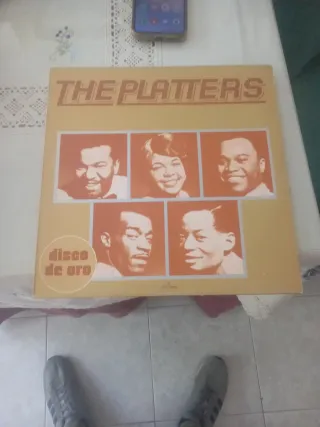 THE PLATTERS
disco
de oro